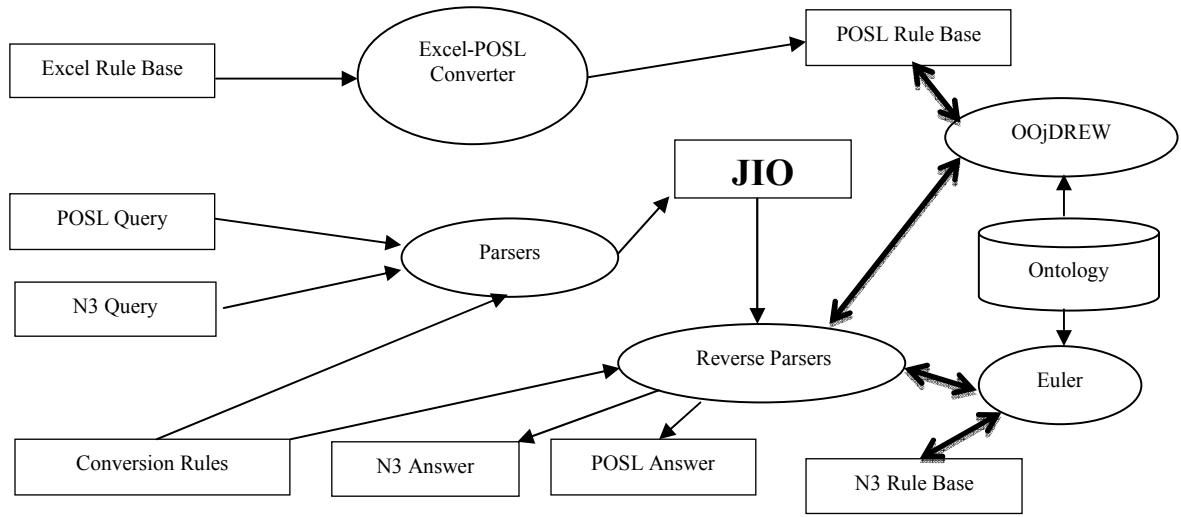 POSL Rule Base
Excel Rule Base
Excel-POSL
Converter
OOjDREW
JIO
POSL Query
Parsers
Ontology
N3 Query
Reverse Parsers
Euler
Conversion Rules
N3 Answer
POSL Answer
N3 Rule Base